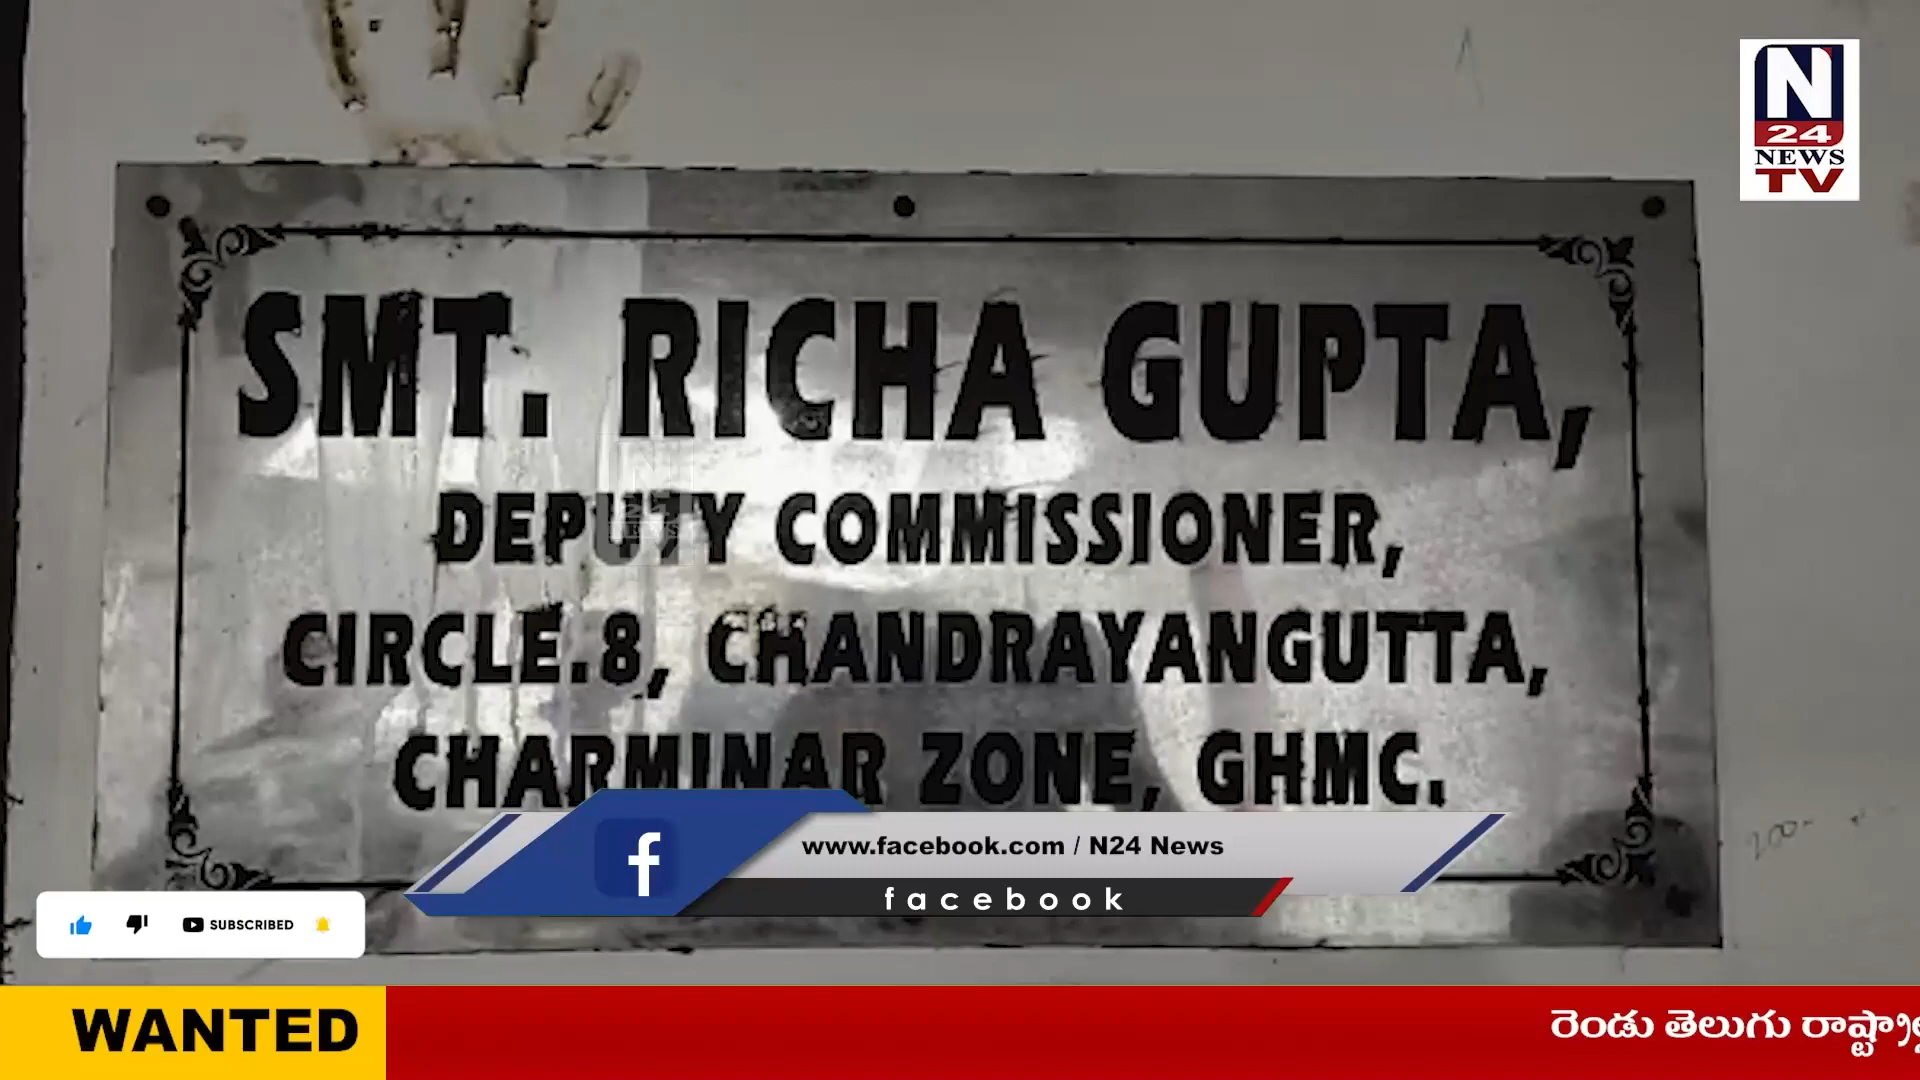 N
24
NEWS
TV
SMT. RICHA GUPTA,
DEPUTY COMMISSIONER,
CIRCLE.8, CHANDRAYANGUTTA,
CHARMINAR ZONE, GHMC.
www.facebook.com / N24 News
facebook
SUBSCRIBED
WANTED
రెండు తెలుగు